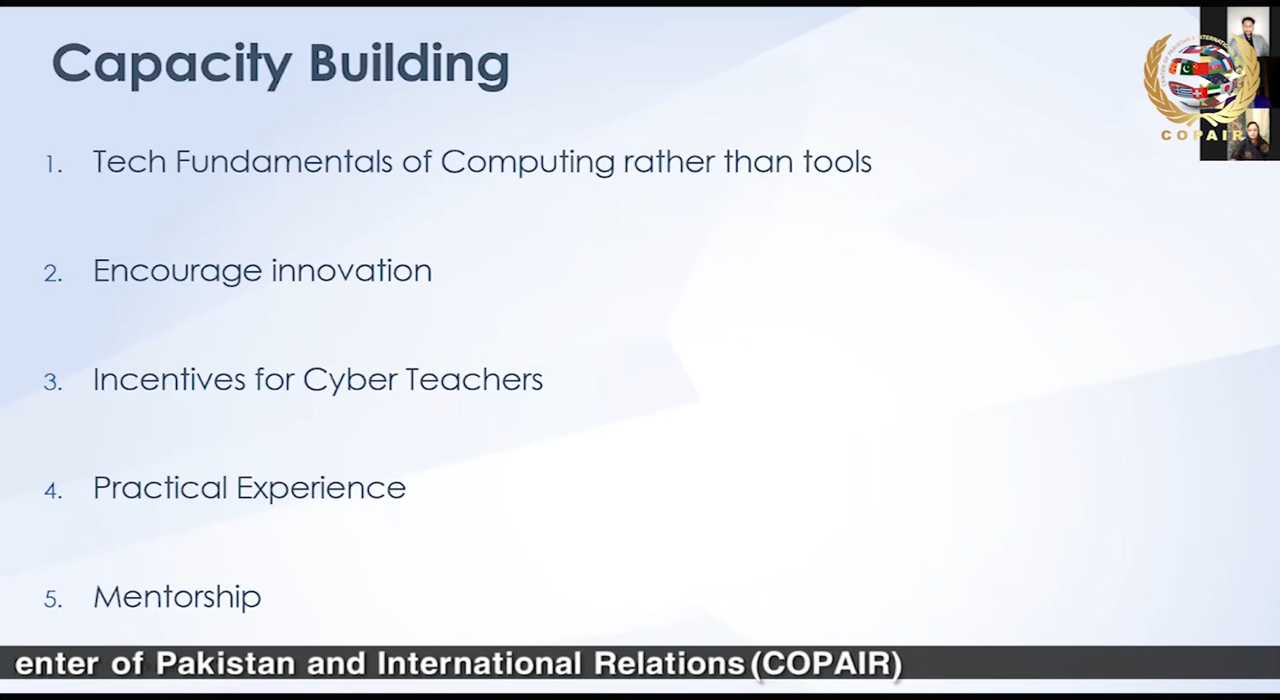 Capacity Building
1. Tech Fundamentals of Computing rather than tools
2. Encourage innovation
3. Incentives for Cyber Teachers
4. Practical Experience
5. Mentorship
COPAIR
enter of Pakistan and International Relations (COPAIR)